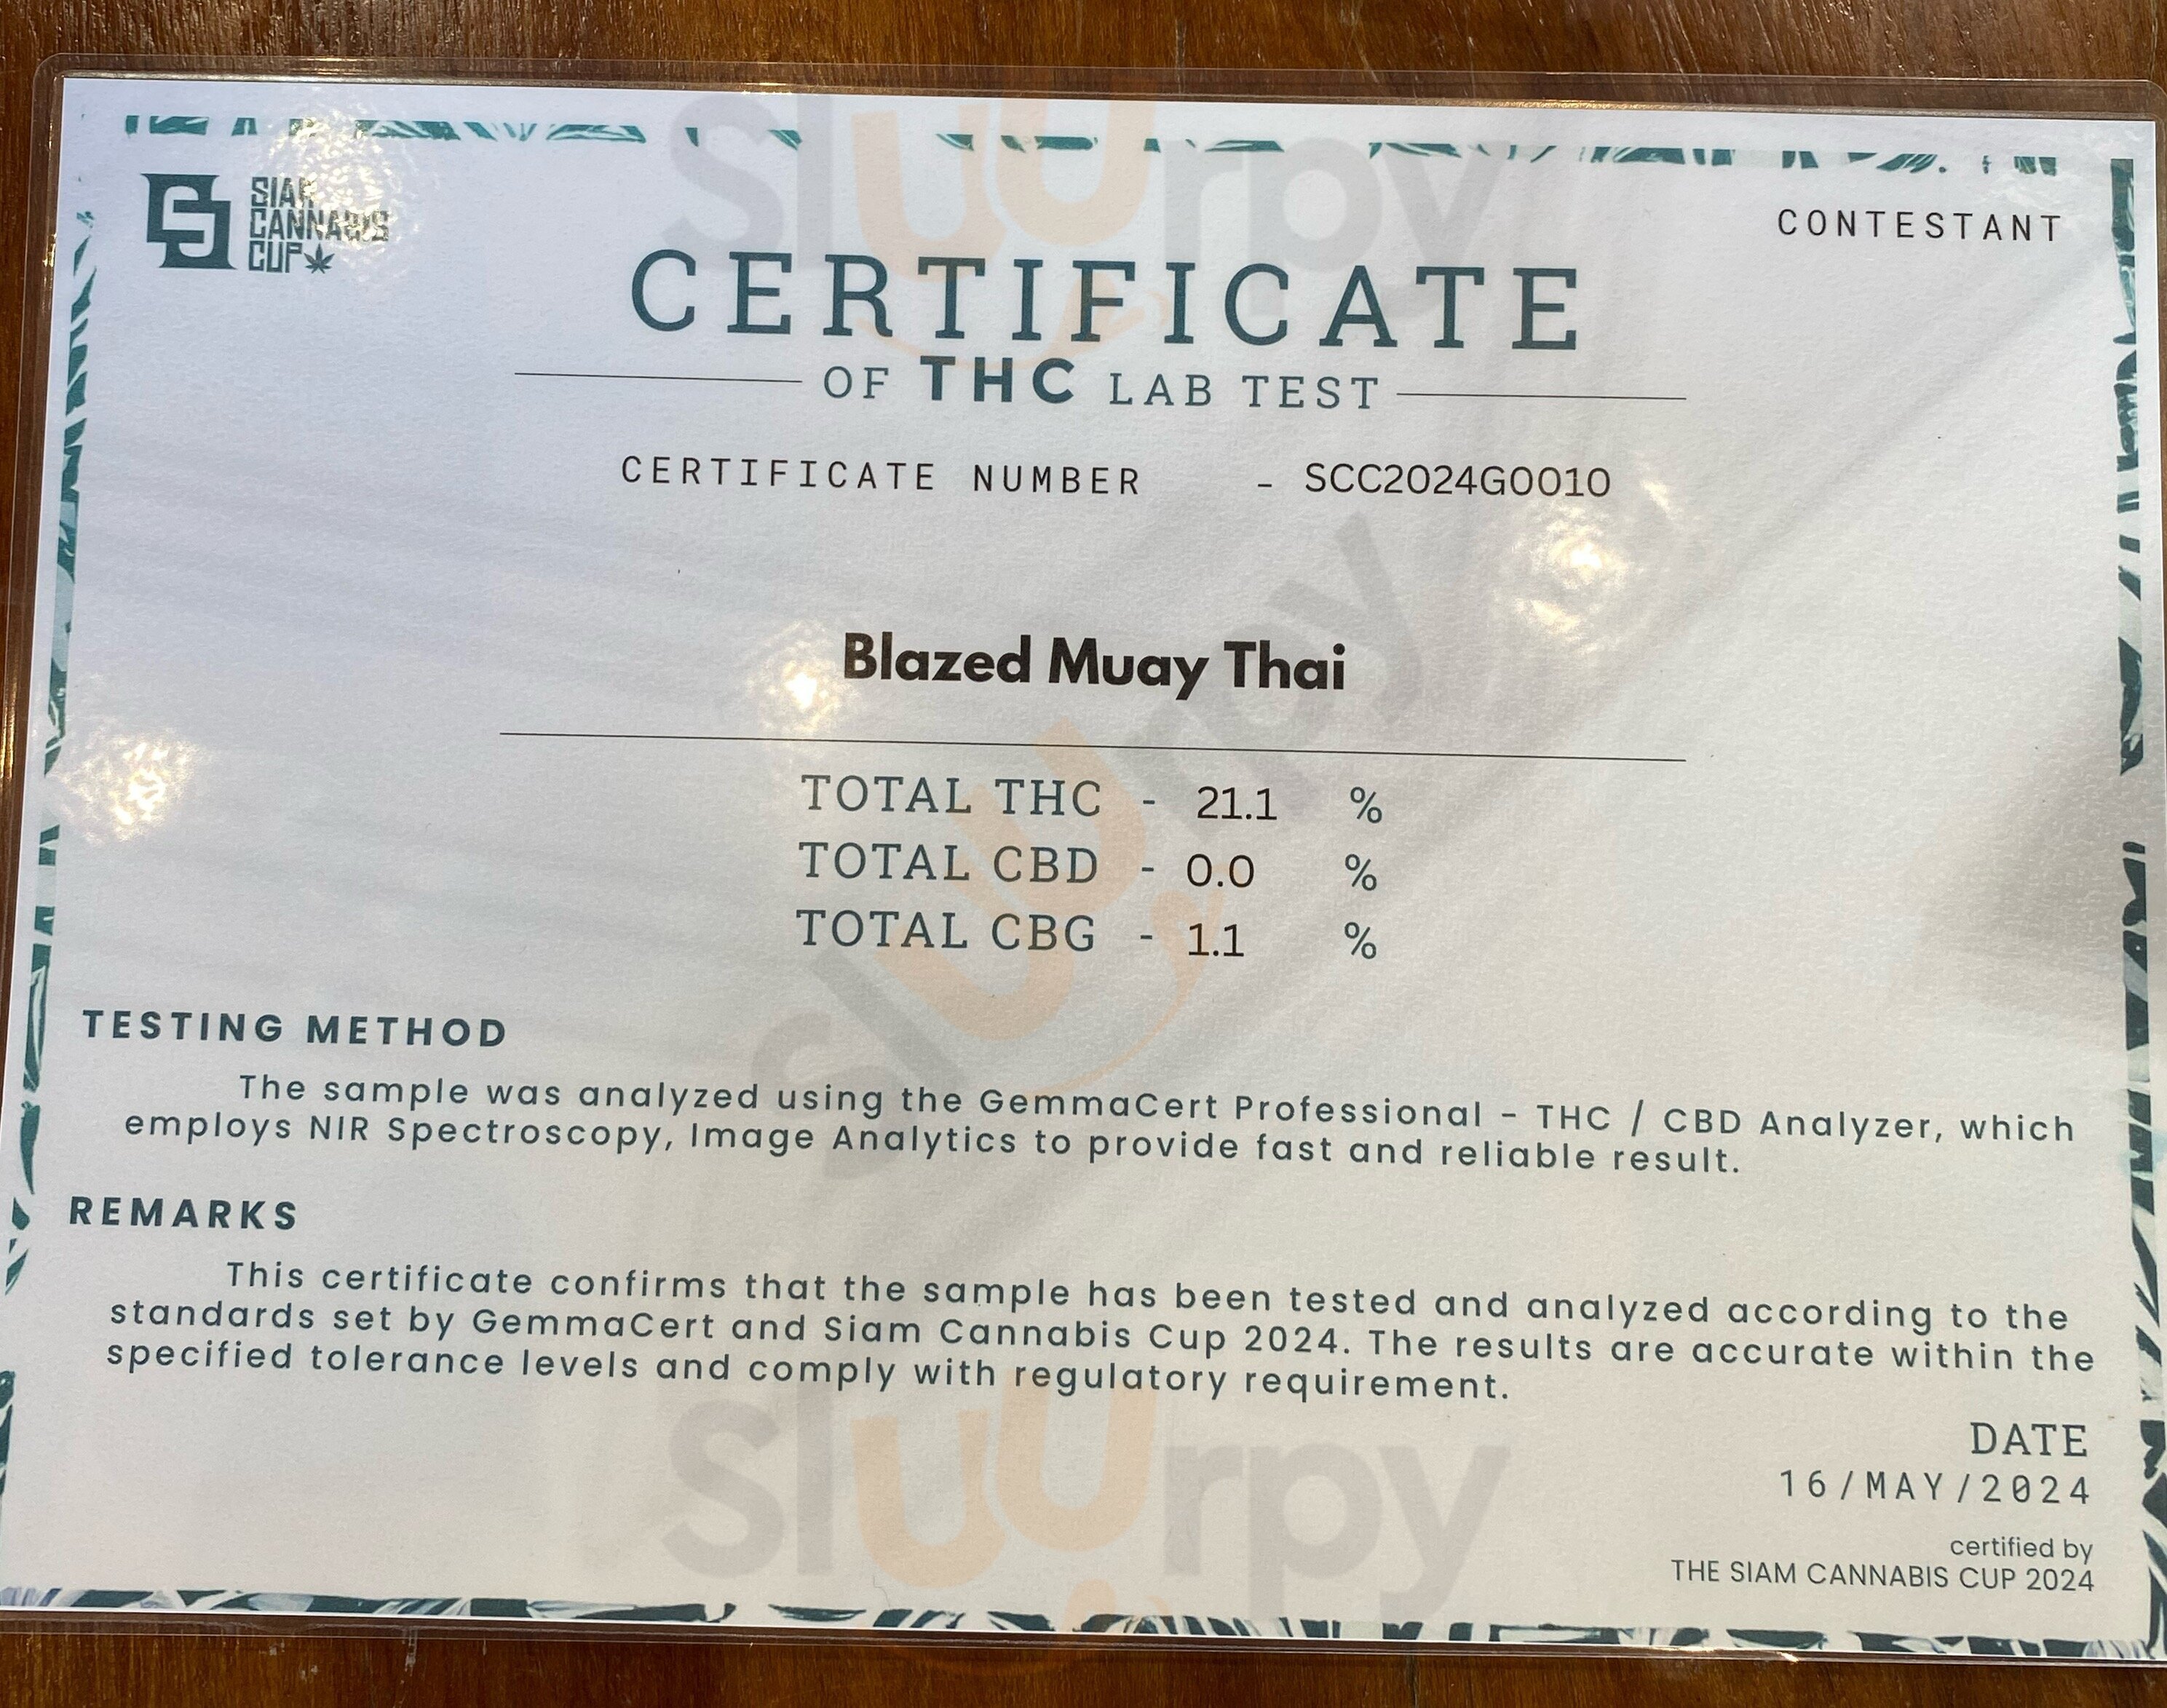 SIAM
CANNABIS
CUP
CONTESTANT
CERTIFICATE
OF THC LAB TEST
CERTIFICATE NUMBER - SCC2024G0010
Blazed Muay Thai
TOTAL THC - 21.1 %
TOTAL CBD - 0.0 %
TOTAL CBG - 1.1 %
TESTING METHOD
The sample was analyzed using the GemmaCert Professional - THC / CBD Analyzer, which
employs NIR Spectroscopy, Image Analytics to provide fast and reliable result.
REMARKS
This certificate confirms that the sample has been tested and analyzed according to the
standards set by GemmaCert and Siam Cannabis Cup 2024. The results are accurate within the
specified tolerance levels and comply with regulatory requirement.
DATE
16/MAY/2024
certified by
THE SIAM CANNABIS CUP 2024
sluurpy
sluurpy
sluurpy